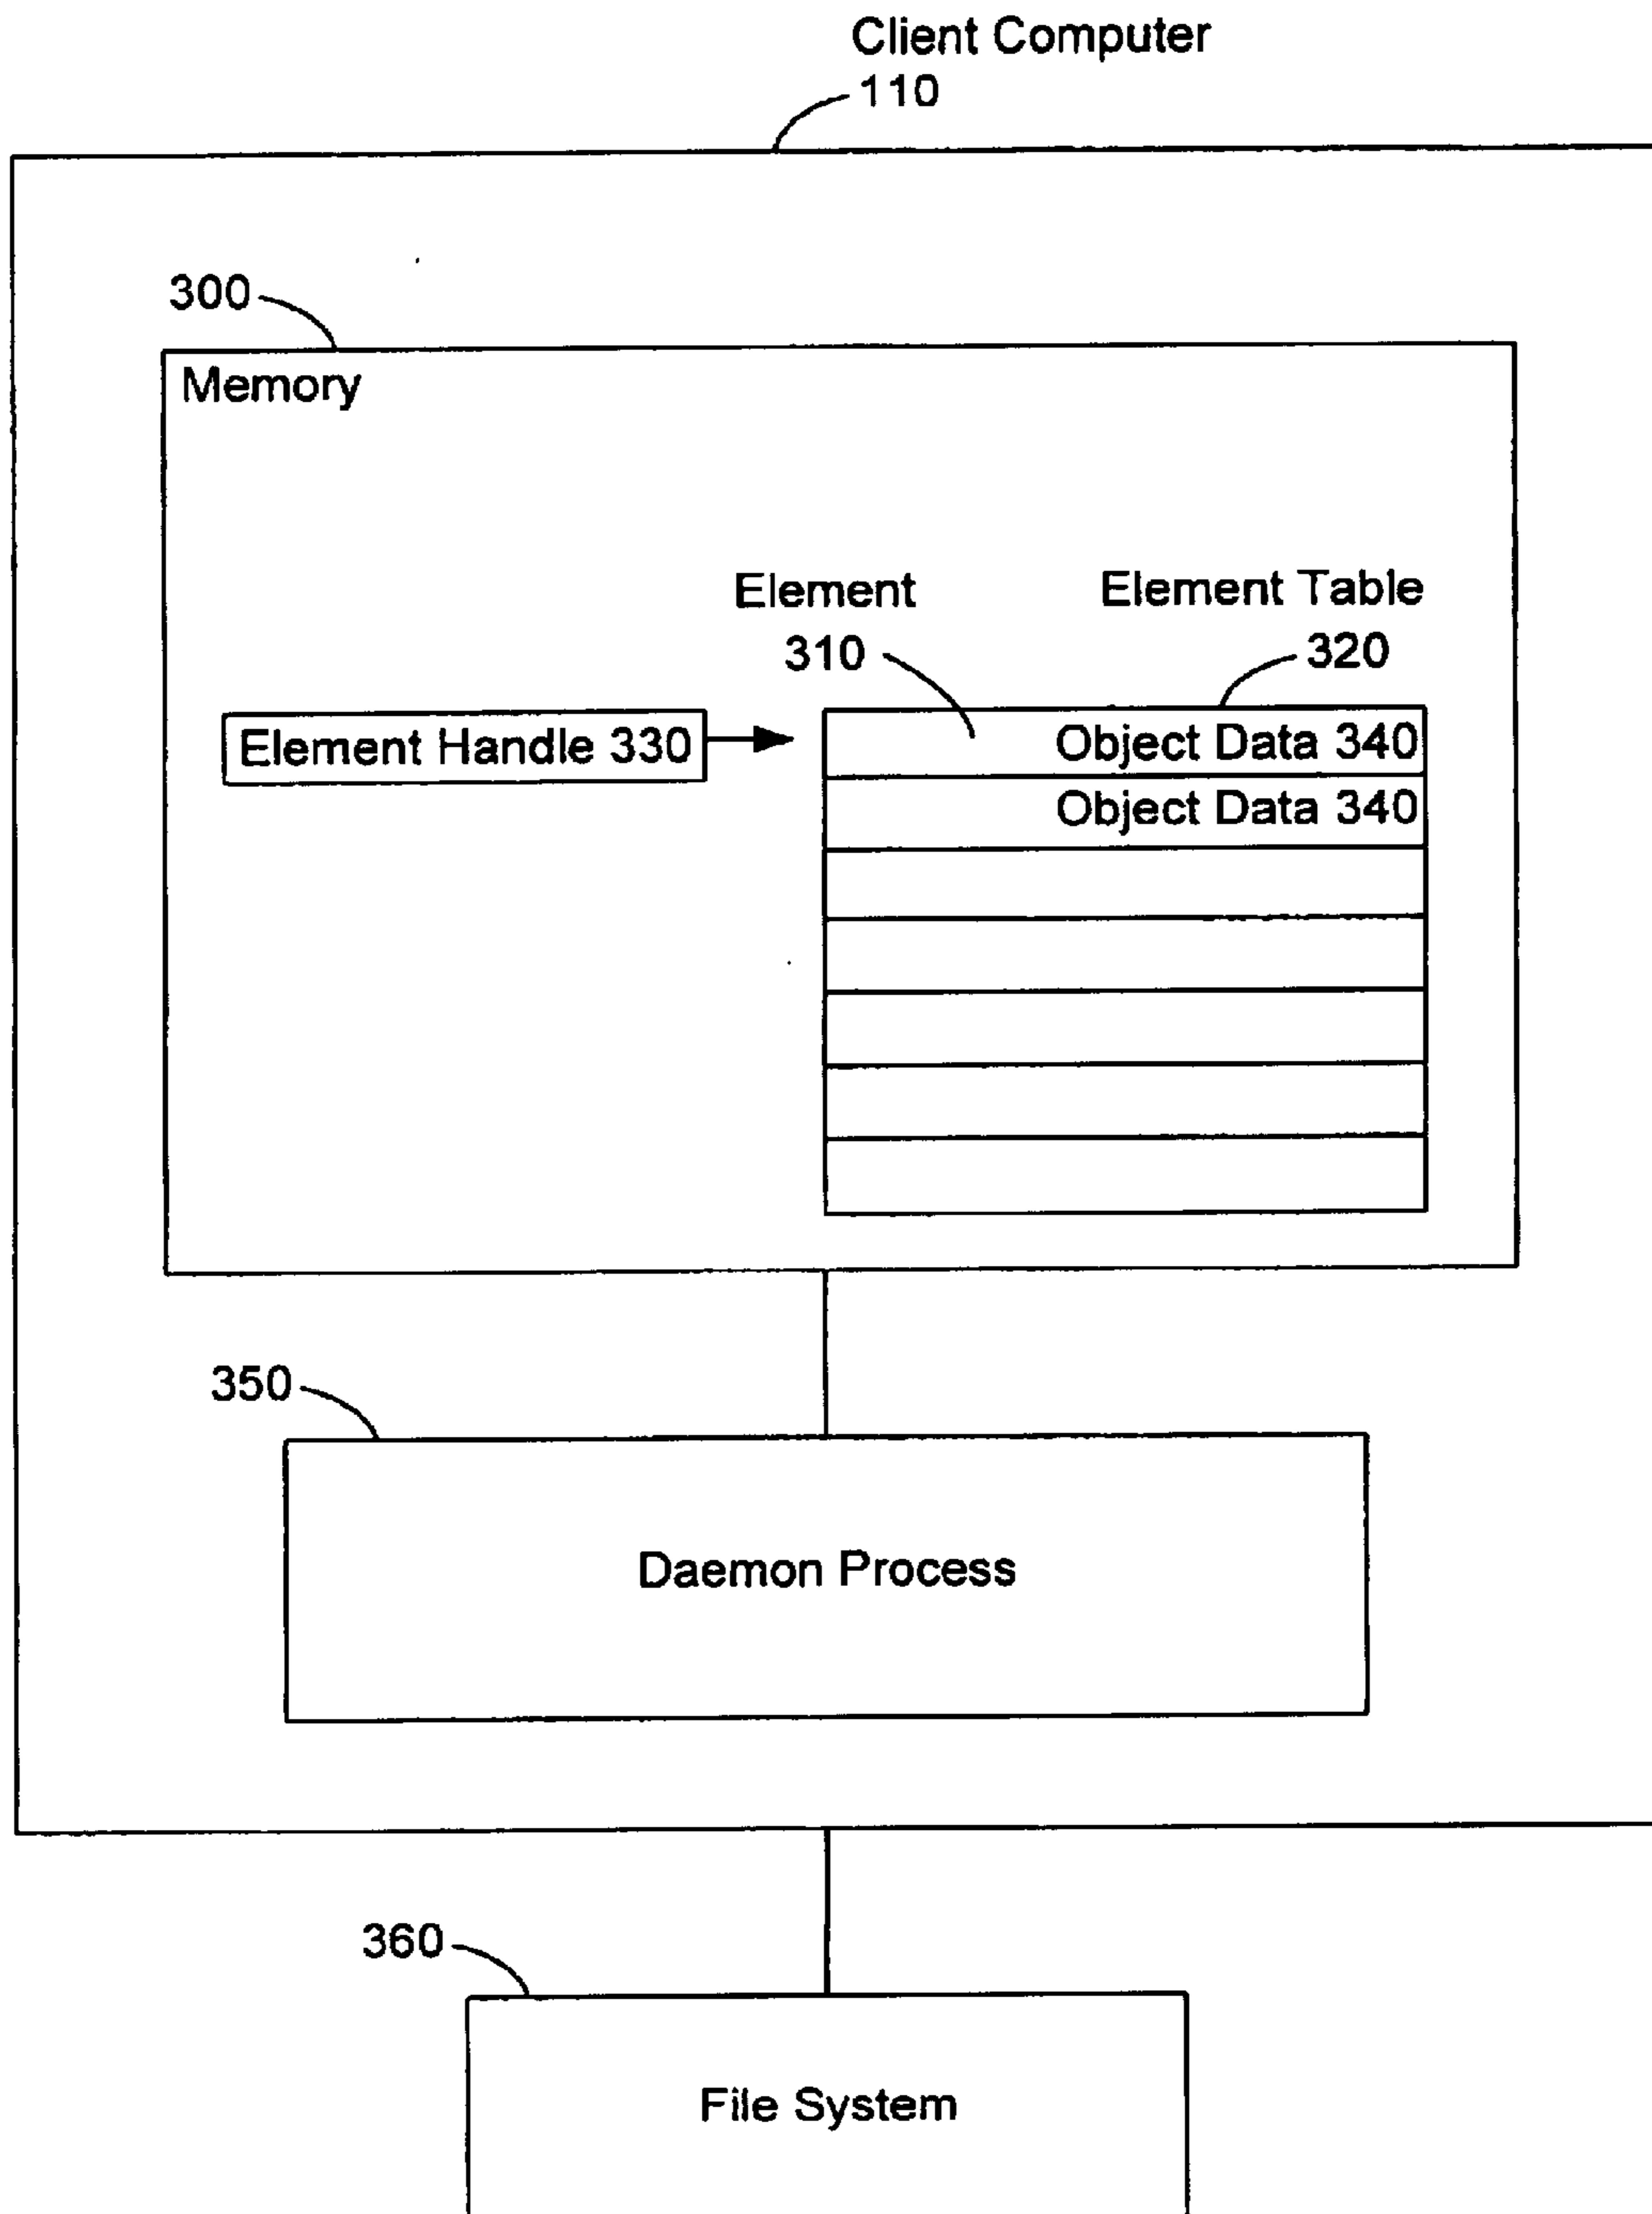 Client Computer
110
300
Memory
Element
310
Element Table
320
Element Handle 330
Object Data 340
Object Data 340
350
Daemon Process
360
File System